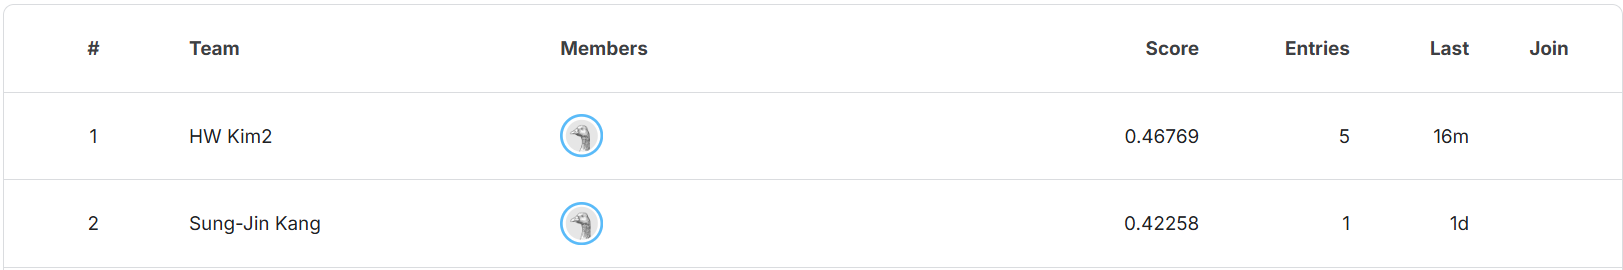 # Team Members Score Entries Last Join
1 HW Kim2 0.46769 5 16m
2 Sung-Jin Kang 0.42258 1 1d